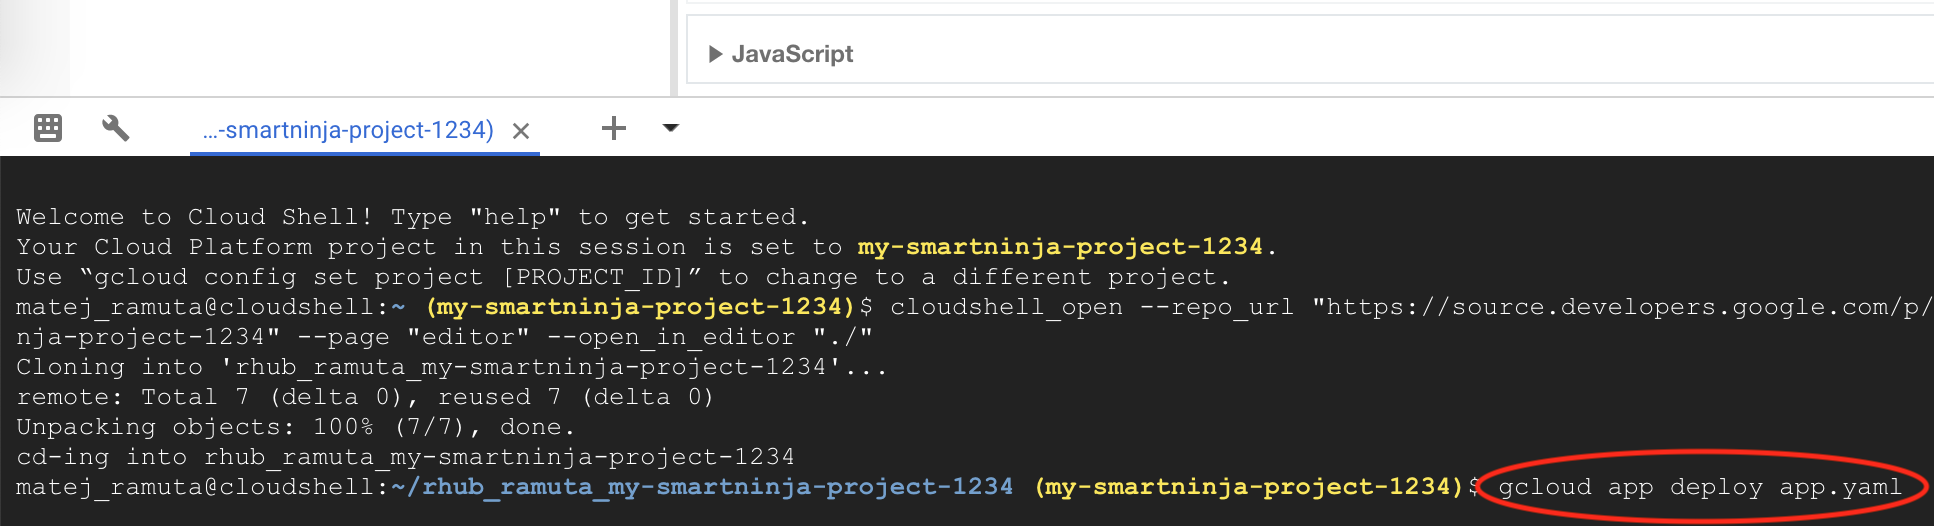 JavaScript
...-smartninja-project-1234)
Welcome to Cloud Shell! Type "help" to get started.
Your Cloud Platform project in this session is set to my-smartninja-project-1234.
Use “gcloud config set project [PROJECT_ID]” to change to a different project.
matej_ramuta@cloudshell:~ (my-smartninja-project-1234)$ cloudshell_open --repo_url "https://source.developers.google.com/p/
nja-project-1234" --page "editor" --open_in_editor "./"
Cloning into 'rhub_ramuta_my-smartninja-project-1234'...
remote: Total 7 (delta 0), reused 7 (delta 0)
Unpacking objects: 100% (7/7), done.
cd-ing into rhub_ramuta_my-smartninja-project-1234
matej_ramuta@cloudshell:~/rhub_ramuta_my-smartninja-project-1234 (my-smartninja-project-1234)$ gcloud app deploy app.yaml